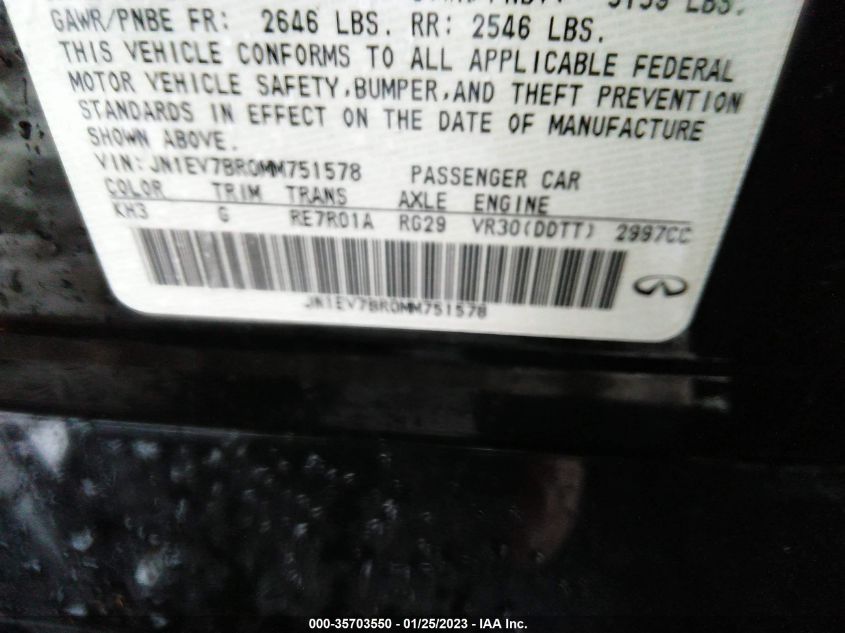 5159 LBS.
GAWR/PNBE FR: 2646 LBS. RR: 2546 LBS.
THIS VEHICLE CONFORMS TO ALL APPLICABLE FEDERAL
MOTOR VEHICLE SAFETY,BUMPER,AND THEFT PREVENTION
STANDARDS IN EFFECT ON THE DATE OF MANUFACTURE
SHOWN ABOVE.
VIN: JN1EV7BR0MM751578 PASSENGER CAR
COLOR TRIM TRANS AXLE ENGINE
KH3 G RE7R01A RG29 VR30(DDTT) 2997CC
JN1EV7BR0MM751578
000-35703550 - 01/25/2023 - IAA Inc.